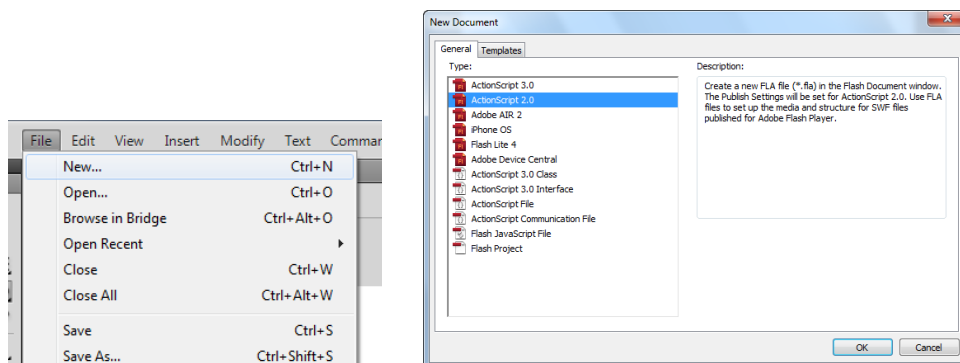 File Edit View Insert Modify Text
New... Ctrl+N
Open... Ctrl+O
Browse in Bridge Ctrl+Alt+O
Open Recent
Close Ctrl+W
Close All Ctrl+Alt+W
Save Ctrl+S
Save As... Ctrl+Shift+S
New Document
General Templates
Type:
ActionScript 3.0
ActionScript 2.0
Adobe AIR 2
iPhone OS
Flash Lite 4
Adobe Device Central
ActionScript 3.0 Class
ActionScript 3.0 Interface
ActionScript File
ActionScript Communication File
Flash JavaScript File
Flash Project
Description:
Create a new FLA file (*.fla) in the Flash Document window.
The Publish Settings will be set for ActionScript 2.0. Use FLA
files to set up the media and structure for SWF files
published for Adobe Flash Player.
OK Cancel